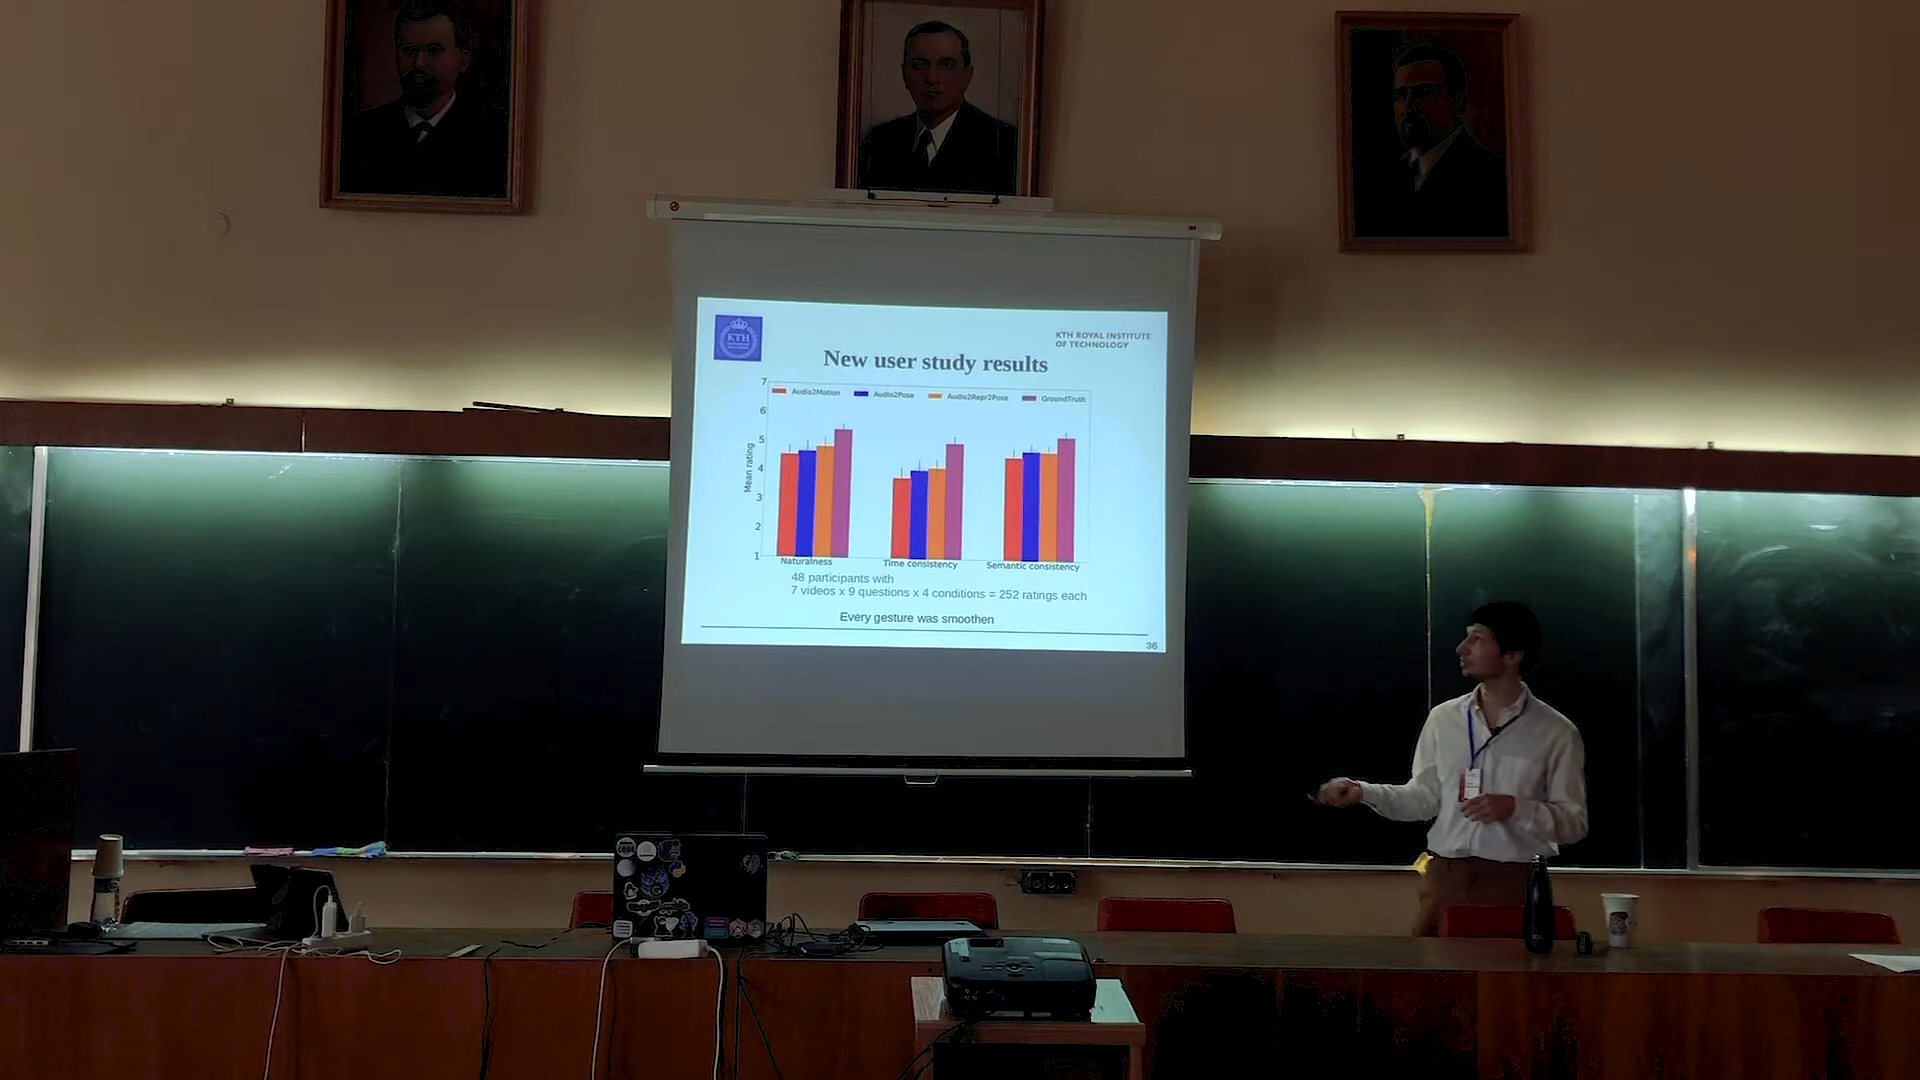 KTH
KTH ROYAL INSTITUTE
OF TECHNOLOGY
New user study results
Audio2Motion Audio2Pose Audio2Repr2Pose GroundTruth
7
6
5
4
3
2
1
Mean rating
Naturalness Time consistency Semantic consistency
48 participants with
7 videos x 9 questions x 4 conditions = 252 ratings each
Every gesture was smoothen
36